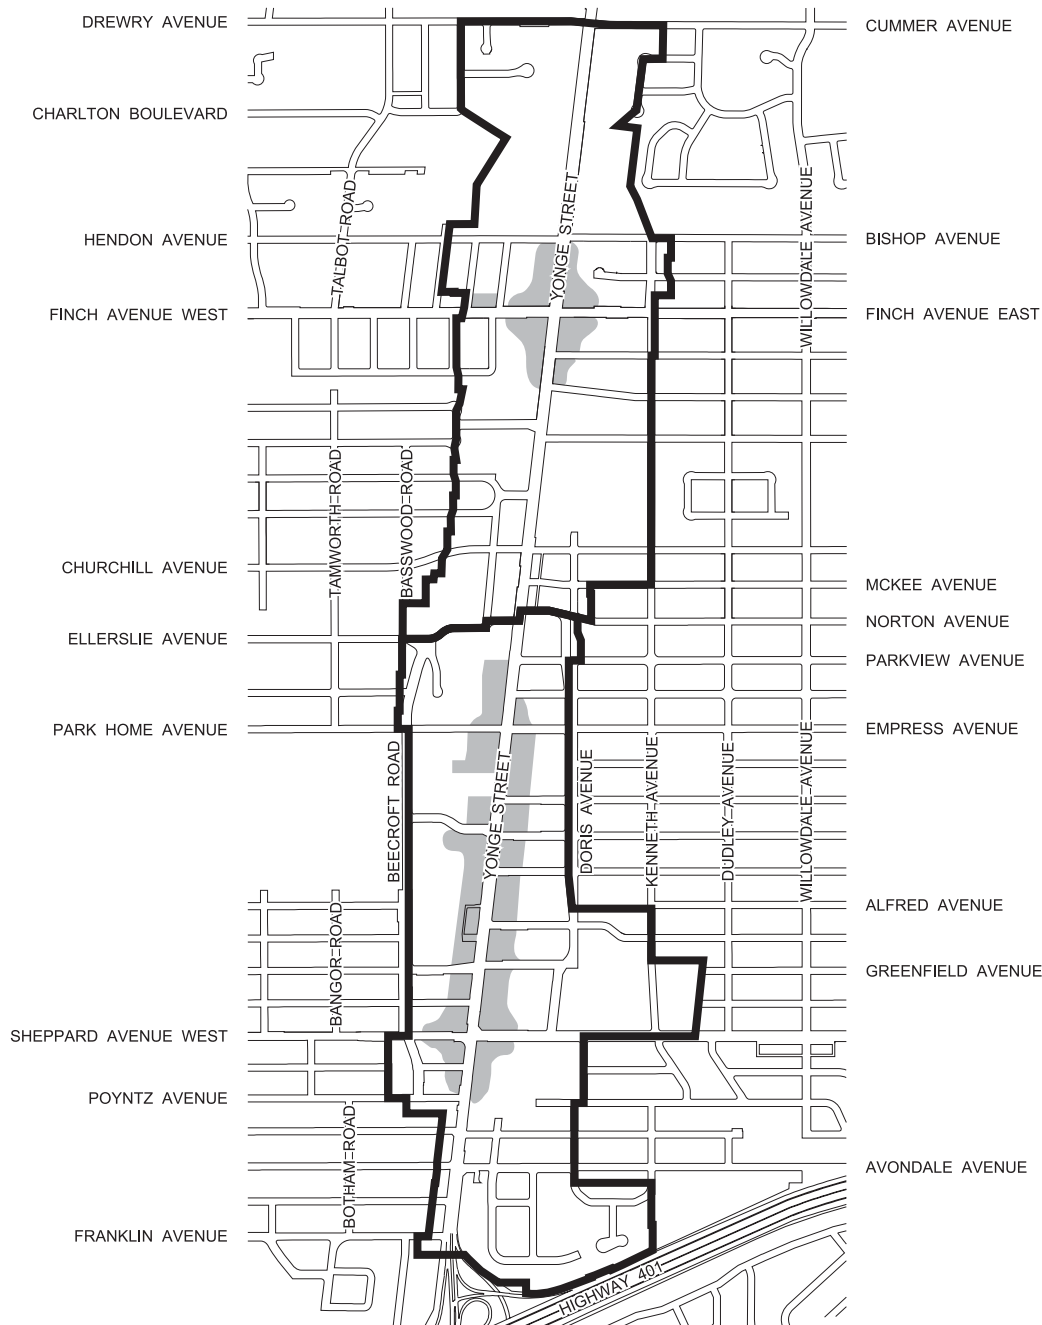 DREWRY AVENUE
CUMMER AVENUE
CHARLTON BOULEVARD
TALBOT ROAD
YONGE STREET
WILLOWDALE AVENUE
HENDON AVENUE
BISHOP AVENUE
FINCH AVENUE WEST
FINCH AVENUE EAST
TAMWORTH ROAD
BASSWOOD ROAD
CHURCHILL AVENUE
MCKEE AVENUE
NORTON AVENUE
ELLERSLIE AVENUE
PARKVIEW AVENUE
PARK HOME AVENUE
EMPRESS AVENUE
BEECROFT ROAD
YONGE STREET
DORIS AVENUE
KENNETH AVENUE
DUDLEY AVENUE
WILLOWDALE AVENUE
ALFRED AVENUE
BANGOR ROAD
GREENFIELD AVENUE
SHEPPARD AVENUE WEST
POYNTZ AVENUE
BOTHAM ROAD
AVONDALE AVENUE
FRANKLIN AVENUE
HIGHWAY 401